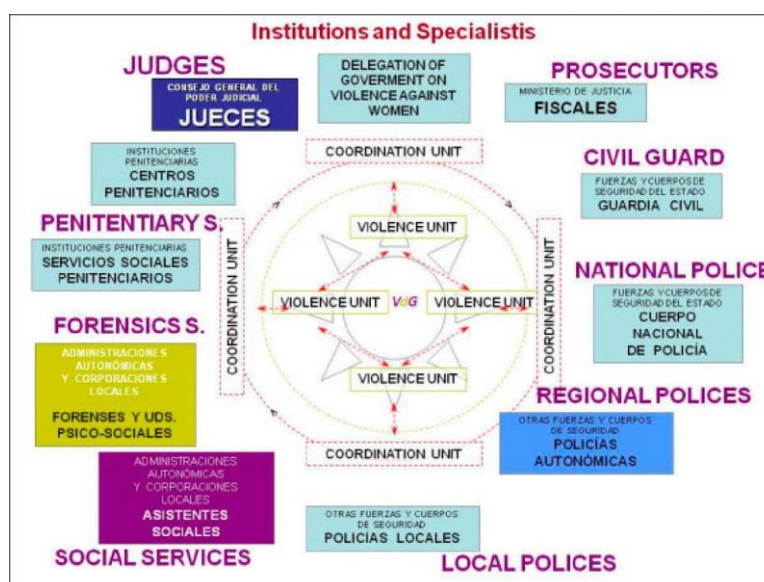 Institutions and Specialistis
JUDGES
CONSEJO GENERAL DEL
PODER JUDICIAL
JUECES
DELEGATION OF
GOVERMENT ON
VIOLENCE AGAINST
WOMEN
PROSECUTORS
MINISTERIO DE JUSTICIA
FISCALES
COORDINATION UNIT
INSTITUCIONES
PENITENCIARIAS
CENTROS
PENITENCIARIOS
CIVIL GUARD
FUERZAS Y CUERPOS DE
SEGURIDAD DEL ESTADO
GUARDIA CIVIL
PENITENTIARY S.
INSTITUCIONES PENITENCIARIAS
SERVICIOS SOCIALES
PENITENCIARIOS
COORDINATION UNIT
VIOLENCE UNIT
VIOLENCE UNIT
VdG
VIOLENCE UNIT
VIOLENCE UNIT
COORDINATION UNIT
NATIONAL POLICE
FUERZAS Y CUERPOS DE
SEGURIDAD DEL ESTADO
CUERPO
NACIONAL
DE POLICÍA
FORENSICS S.
ADMINISTRACIONES
AUTONÓMICAS
Y CORPORACIONES
LOCALES
FORENSES Y UDS.
PSICO-SOCIALES
REGIONAL POLICES
OTRAS FUERZAS Y CUERPOS
DE SEGURIDAD
POLICÍAS
AUTONÓMICAS
COORDINATION UNIT
ADMINISTRACIONES
AUTONÓMICAS
Y CORPORACIONES
LOCALES
ASISTENTES
SOCIALES
SOCIAL SERVICES
OTRAS FUERZAS Y CUERPOS
DE SEGURIDAD
POLICÍAS LOCALES
LOCAL POLICES